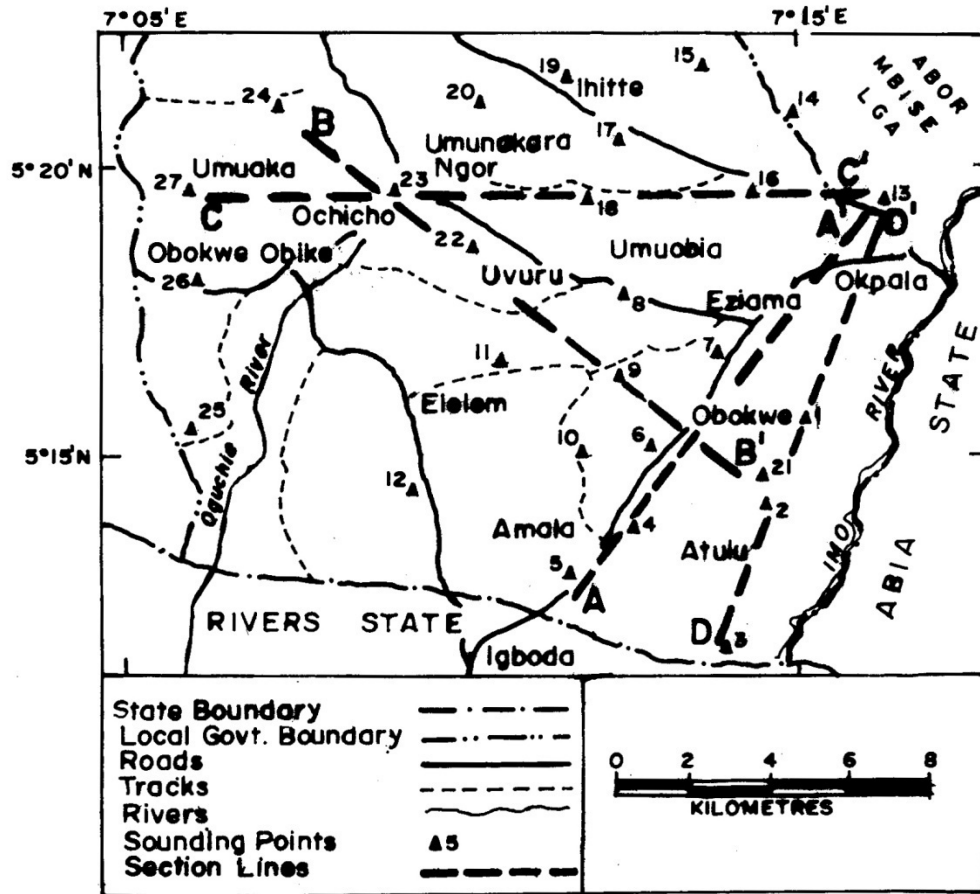 7°05'E
7°15'E
5°20'N
5°15'N
ABOR
MBISE
LGA
15
19
Ihitte
14
24
20
17
B
Umunakara
Ngor
Umuaka
27
23
16
C'
13
C
18
A'
D'
Ochicho
22
Umuobia
Obokwe Obike
Uvuru
Okpala
26
8
Eziama
7
11
9
River
Elelem
Obokwe
RIVER
STATE
1
25
10
6
B'
21
Oguchie
12
2
Amala
4
Atulu
IMO
ABIA
5
A
RIVERS STATE
D
3
Igboda
State Boundary
Local Govt. Boundary
Roads
Tracks
Rivers
Sounding Points
5
Section Lines
0 2 4 6 8
KILOMETRES